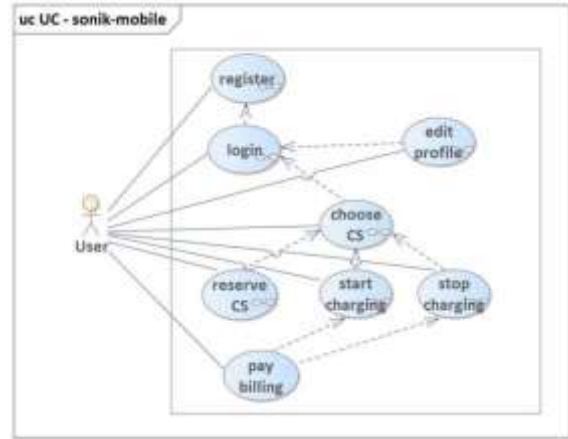 uc UC - sonik-mobile
register
login
edit
profile
choose
CS
User
reserve
CS
start
charging
stop
charging
pay
billing